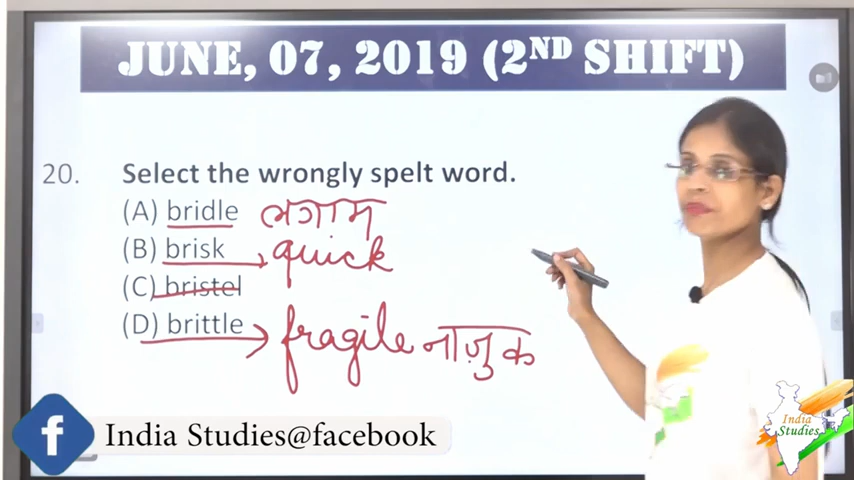 JUNE, 07, 2019 (2ND SHIFT)
20. Select the wrongly spelt word.
(A) bridle लगाम
(B) brisk quick
(C) bristel
(D) brittle fragile नाज़ुक
India Studies@facebook
India
Studies